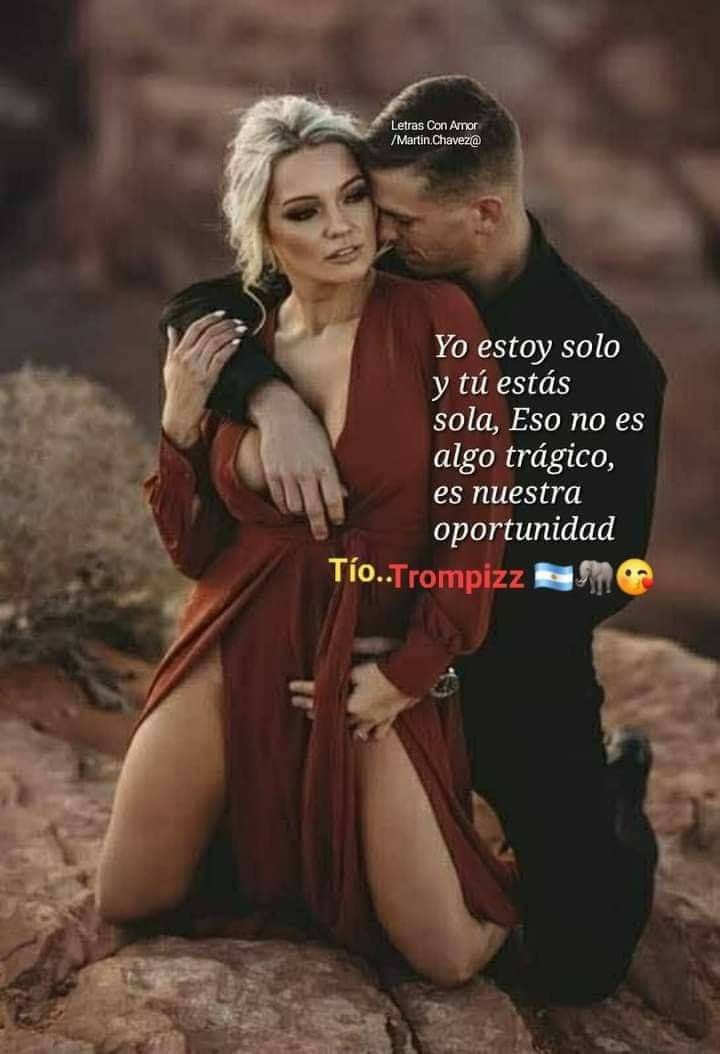 Letras Con Amor
/Martin.Chavez@
Yo estoy solo
y tú estás
sola, Eso no es
algo trágico,
es nuestra
oportunidad
Tío..Trompizz 🇦🇷🐘😘